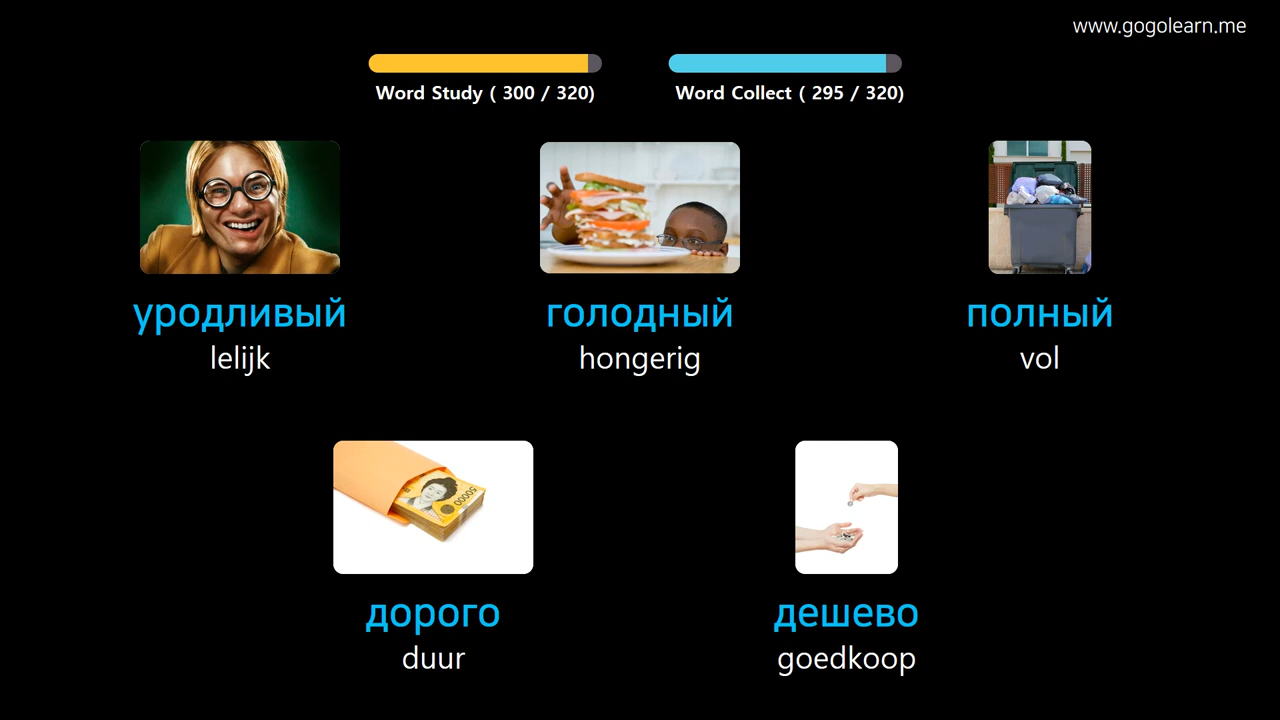 www.gogolearn.me
Word Study ( 300 / 320)
Word Collect ( 295 / 320)
уродливый
голодный
полный
lelijk
hongerig
vol
50000
дорого
дешево
duur
goedkoop